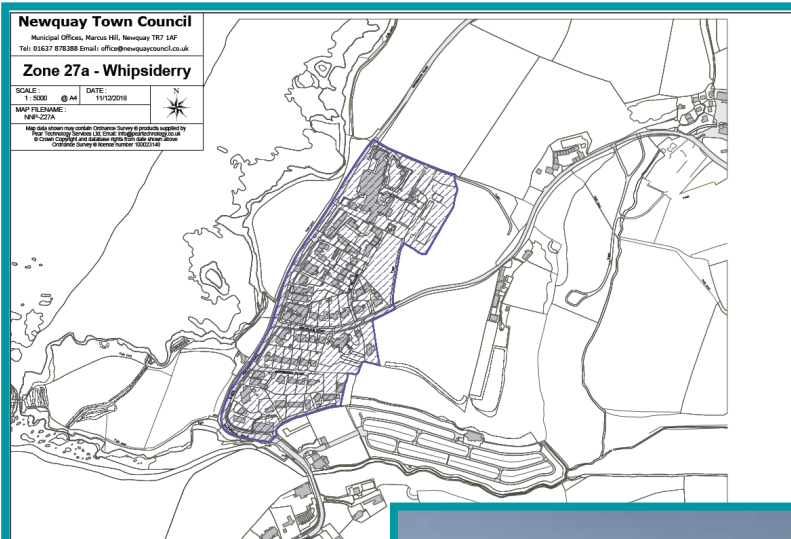 Newquay Town Council
Municipal Offices, Marcus Hill, Newquay TR7 1AF
Tel: 01637 878388 Email: office@newquaycouncil.co.uk
Zone 27a - Whipsiderry
SCALE :
1 : 5000 @ A4
DATE :
11/12/2018
MAP FILENAME :
NNP-Z27A
N
Map data shown may contain Ordnance Survey © products supplied by
Pear Technology Services Ltd; Email: info@peartechnology.co.uk
© Crown Copyright and database rights from date shown above
Ordnance Survey © licence number 100023148